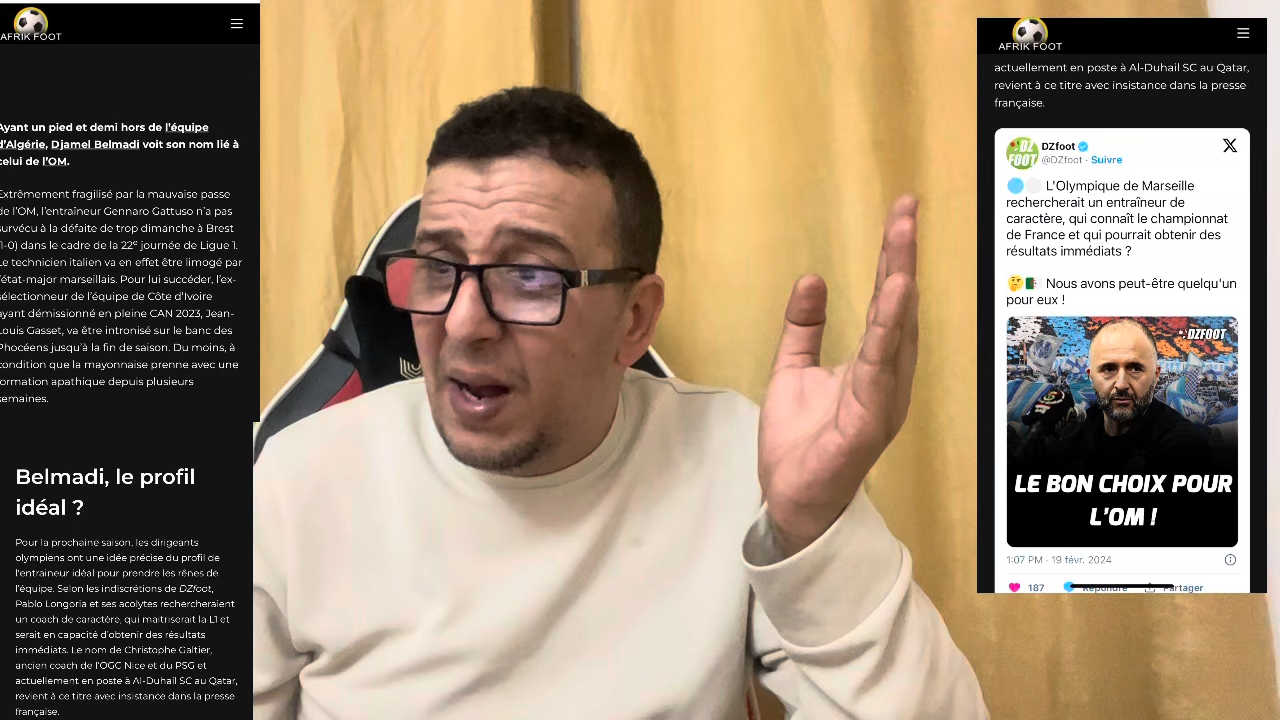 AFRIK FOOT
Ayant un pied et demi hors de l'équipe
d'Algérie, Djamel Belmadi voit son nom lié à
celui de l'OM.
Extrêmement fragilisé par la mauvaise passe
de l'OM, l'entraîneur Gennaro Gattuso n'a pas
survécu à la défaite de trop dimanche à Brest
(1-0) dans le cadre de la 22e journée de Ligue 1.
Le technicien italien va en effet être limogé par
l'état-major marseillais. Pour lui succéder, l'ex-
sélectionneur de l'équipe de Côte d'Ivoire
ayant démissionné en pleine CAN 2023, Jean-
Louis Gasset, va être intronisé sur le banc des
Phocéens jusqu'à la fin de saison. Du moins, à
condition que la mayonnaise prenne avec une
formation apathique depuis plusieurs
semaines.
Belmadi, le profil
idéal ?
Pour la prochaine saison, les dirigeants
olympiens ont une idée précise du profil de
l'entraineur idéal pour prendre les rênes de
l'équipe. Selon les indiscrétions de DZfoot,
Pablo Longoria et ses acolytes rechercheraient
un coach de caractère, qui maitriserait la L1 et
serait en capacité d'obtenir des résultats
immédiats. Le nom de Christophe Galtier,
ancien coach de l'OGC Nice et du PSG et
actuellement en poste à Al-Duhail SC au Qatar,
revient à ce titre avec insistance dans la presse
française.
AFRIK FOOT
actuellement en poste à Al-Duhail SC au Qatar,
revient à ce titre avec insistance dans la presse
française.
DZ
FOOT
DZfoot
@DZfoot · Suivre
L'Olympique de Marseille
rechercherait un entraîneur de
caractère, qui connaît le championnat
de France et qui pourrait obtenir des
résultats immédiats ?
Nous avons peut-être quelqu'un
pour eux !
DZFOOT
LE BON CHOIX POUR
L'OM !
1:07 PM · 19 févr. 2024
187 Répondre Partager